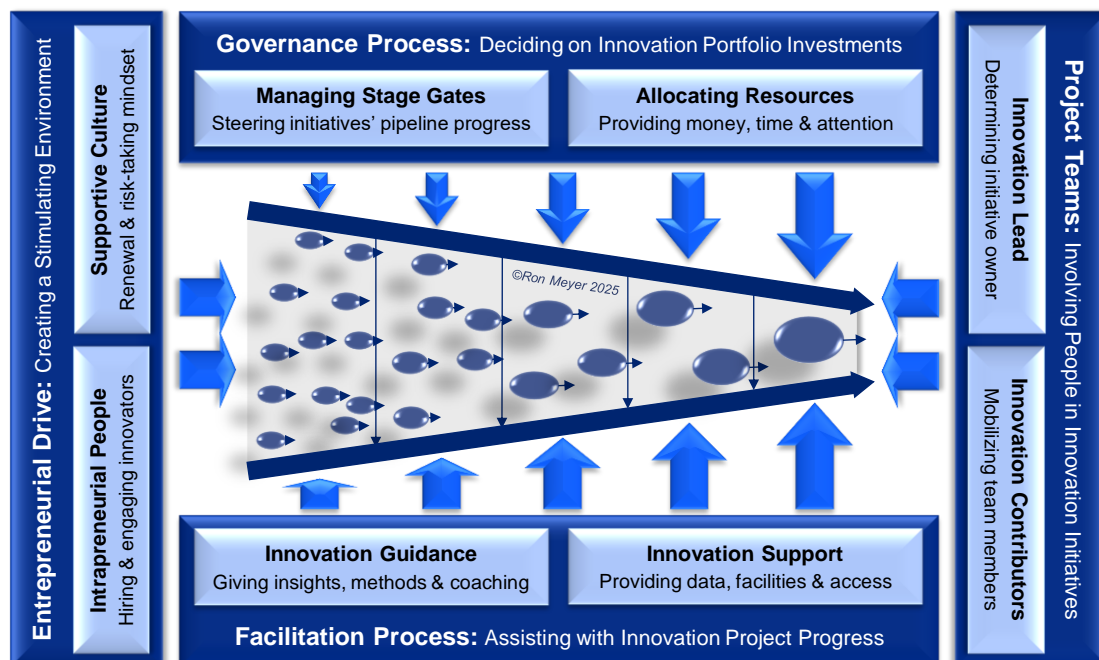 Entrepreneurial Drive: Creating a Stimulating Environment
Supportive Culture
Renewal & risk-taking mindset
Intrapreneurial People
Hiring & engaging innovators
Governance Process: Deciding on Innovation Portfolio Investments
Managing Stage Gates
Steering initiatives’ pipeline progress
Allocating Resources
Providing money, time & attention
©Ron Meyer 2025
Innovation Guidance
Giving insights, methods & coaching
Innovation Support
Providing data, facilities & access
Facilitation Process: Assisting with Innovation Project Progress
Project Teams: Involving People in Innovation Initiatives
Innovation Lead
Determining initiative owner
Innovation Contributors
Mobilizing team members